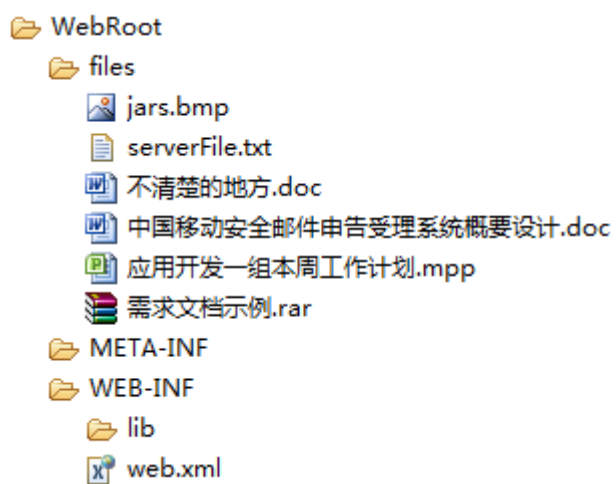 WebRoot
files
jars.bmp
serverFile.txt
不清楚的地方.doc
中国移动安全邮件申告受理系统概要设计.doc
应用开发一组本周工作计划.mpp
需求文档示例.rar
META-INF
WEB-INF
lib
web.xml